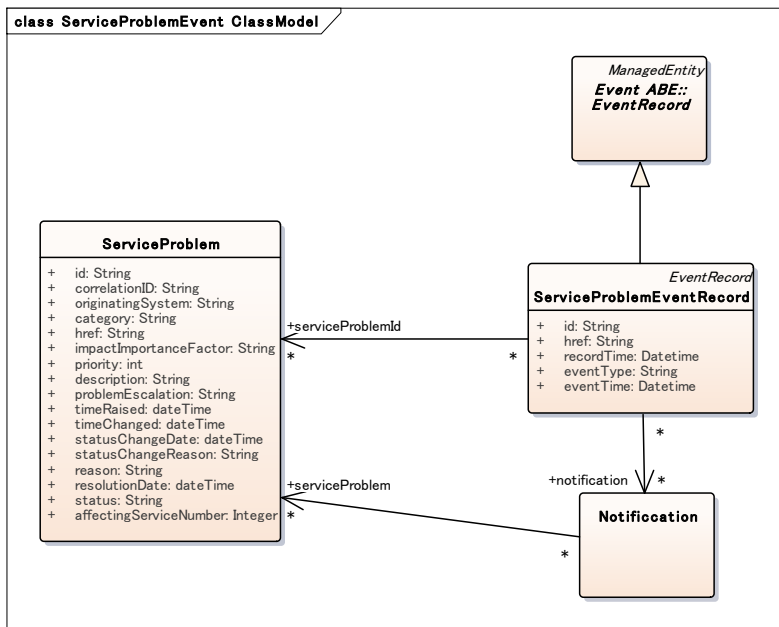 class ServiceProblemEvent ClassModel
ManagedEntity
Event ABE::
EventRecord
ServiceProblem
+ id: String
+ correlationID: String
+ originatingSystem: String
+ category: String
+ href: String
+ impactImportanceFactor: String
+ priority: int
+ description: String
+ problemEscalation: String
+ timeRaised: dateTime
+ timeChanged: dateTime
+ statusChangeDate: dateTime
+ statusChangeReason: String
+ reason: String
+ resolutionDate: dateTime
+ status: String
+ affectingServiceNumber: Integer
EventRecord
ServiceProblemEventRecord
+ id: String
+ href: String
+ recordTime: Datetime
+ eventType: String
+ eventTime: Datetime
+serviceProblemId
* *
*
+notification *
+serviceProblem
*
*
Notificcation